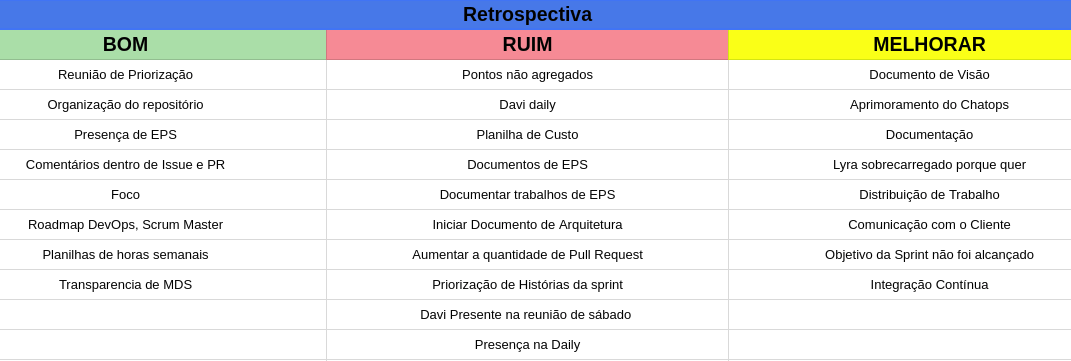 Retrospectiva
BOM RUIM MELHORAR
Reunião de Priorização Pontos não agregados Documento de Visão
Organização do repositório Davi daily Aprimoramento do Chatops
Presença de EPS Planilha de Custo Documentação
Comentários dentro de Issue e PR Documentos de EPS Lyra sobrecarregado porque quer
Foco Documentar trabalhos de EPS Distribuição de Trabalho
Roadmap DevOps, Scrum Master Iniciar Documento de Arquitetura Comunicação com o Cliente
Planilhas de horas semanais Aumentar a quantidade de Pull Request Objetivo da Sprint não foi alcançado
Transparencia de MDS Priorização de Histórias da sprint Integração Contínua
Davi Presente na reunião de sábado
Presença na Daily